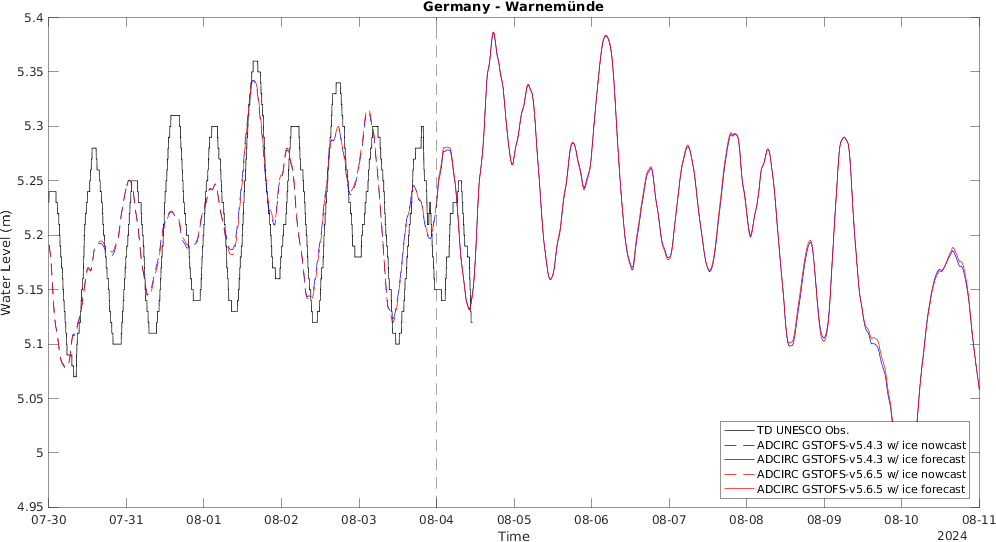 Germany - Warnemünde
Water Level (m)
5.4
5.35
5.3
5.25
5.2
5.15
5.1
5.05
5
4.95
TD UNESCO Obs.
ADCIRC GSTOFS-v5.4.3 w/ ice nowcast
ADCIRC GSTOFS-v5.4.3 w/ ice forecast
ADCIRC GSTOFS-v5.6.5 w/ ice nowcast
ADCIRC GSTOFS-v5.6.5 w/ ice forecast
07-30 07-31 08-01 08-02 08-03 08-04 08-05 08-06 08-07 08-08 08-09 08-10 08-11
Time
2024